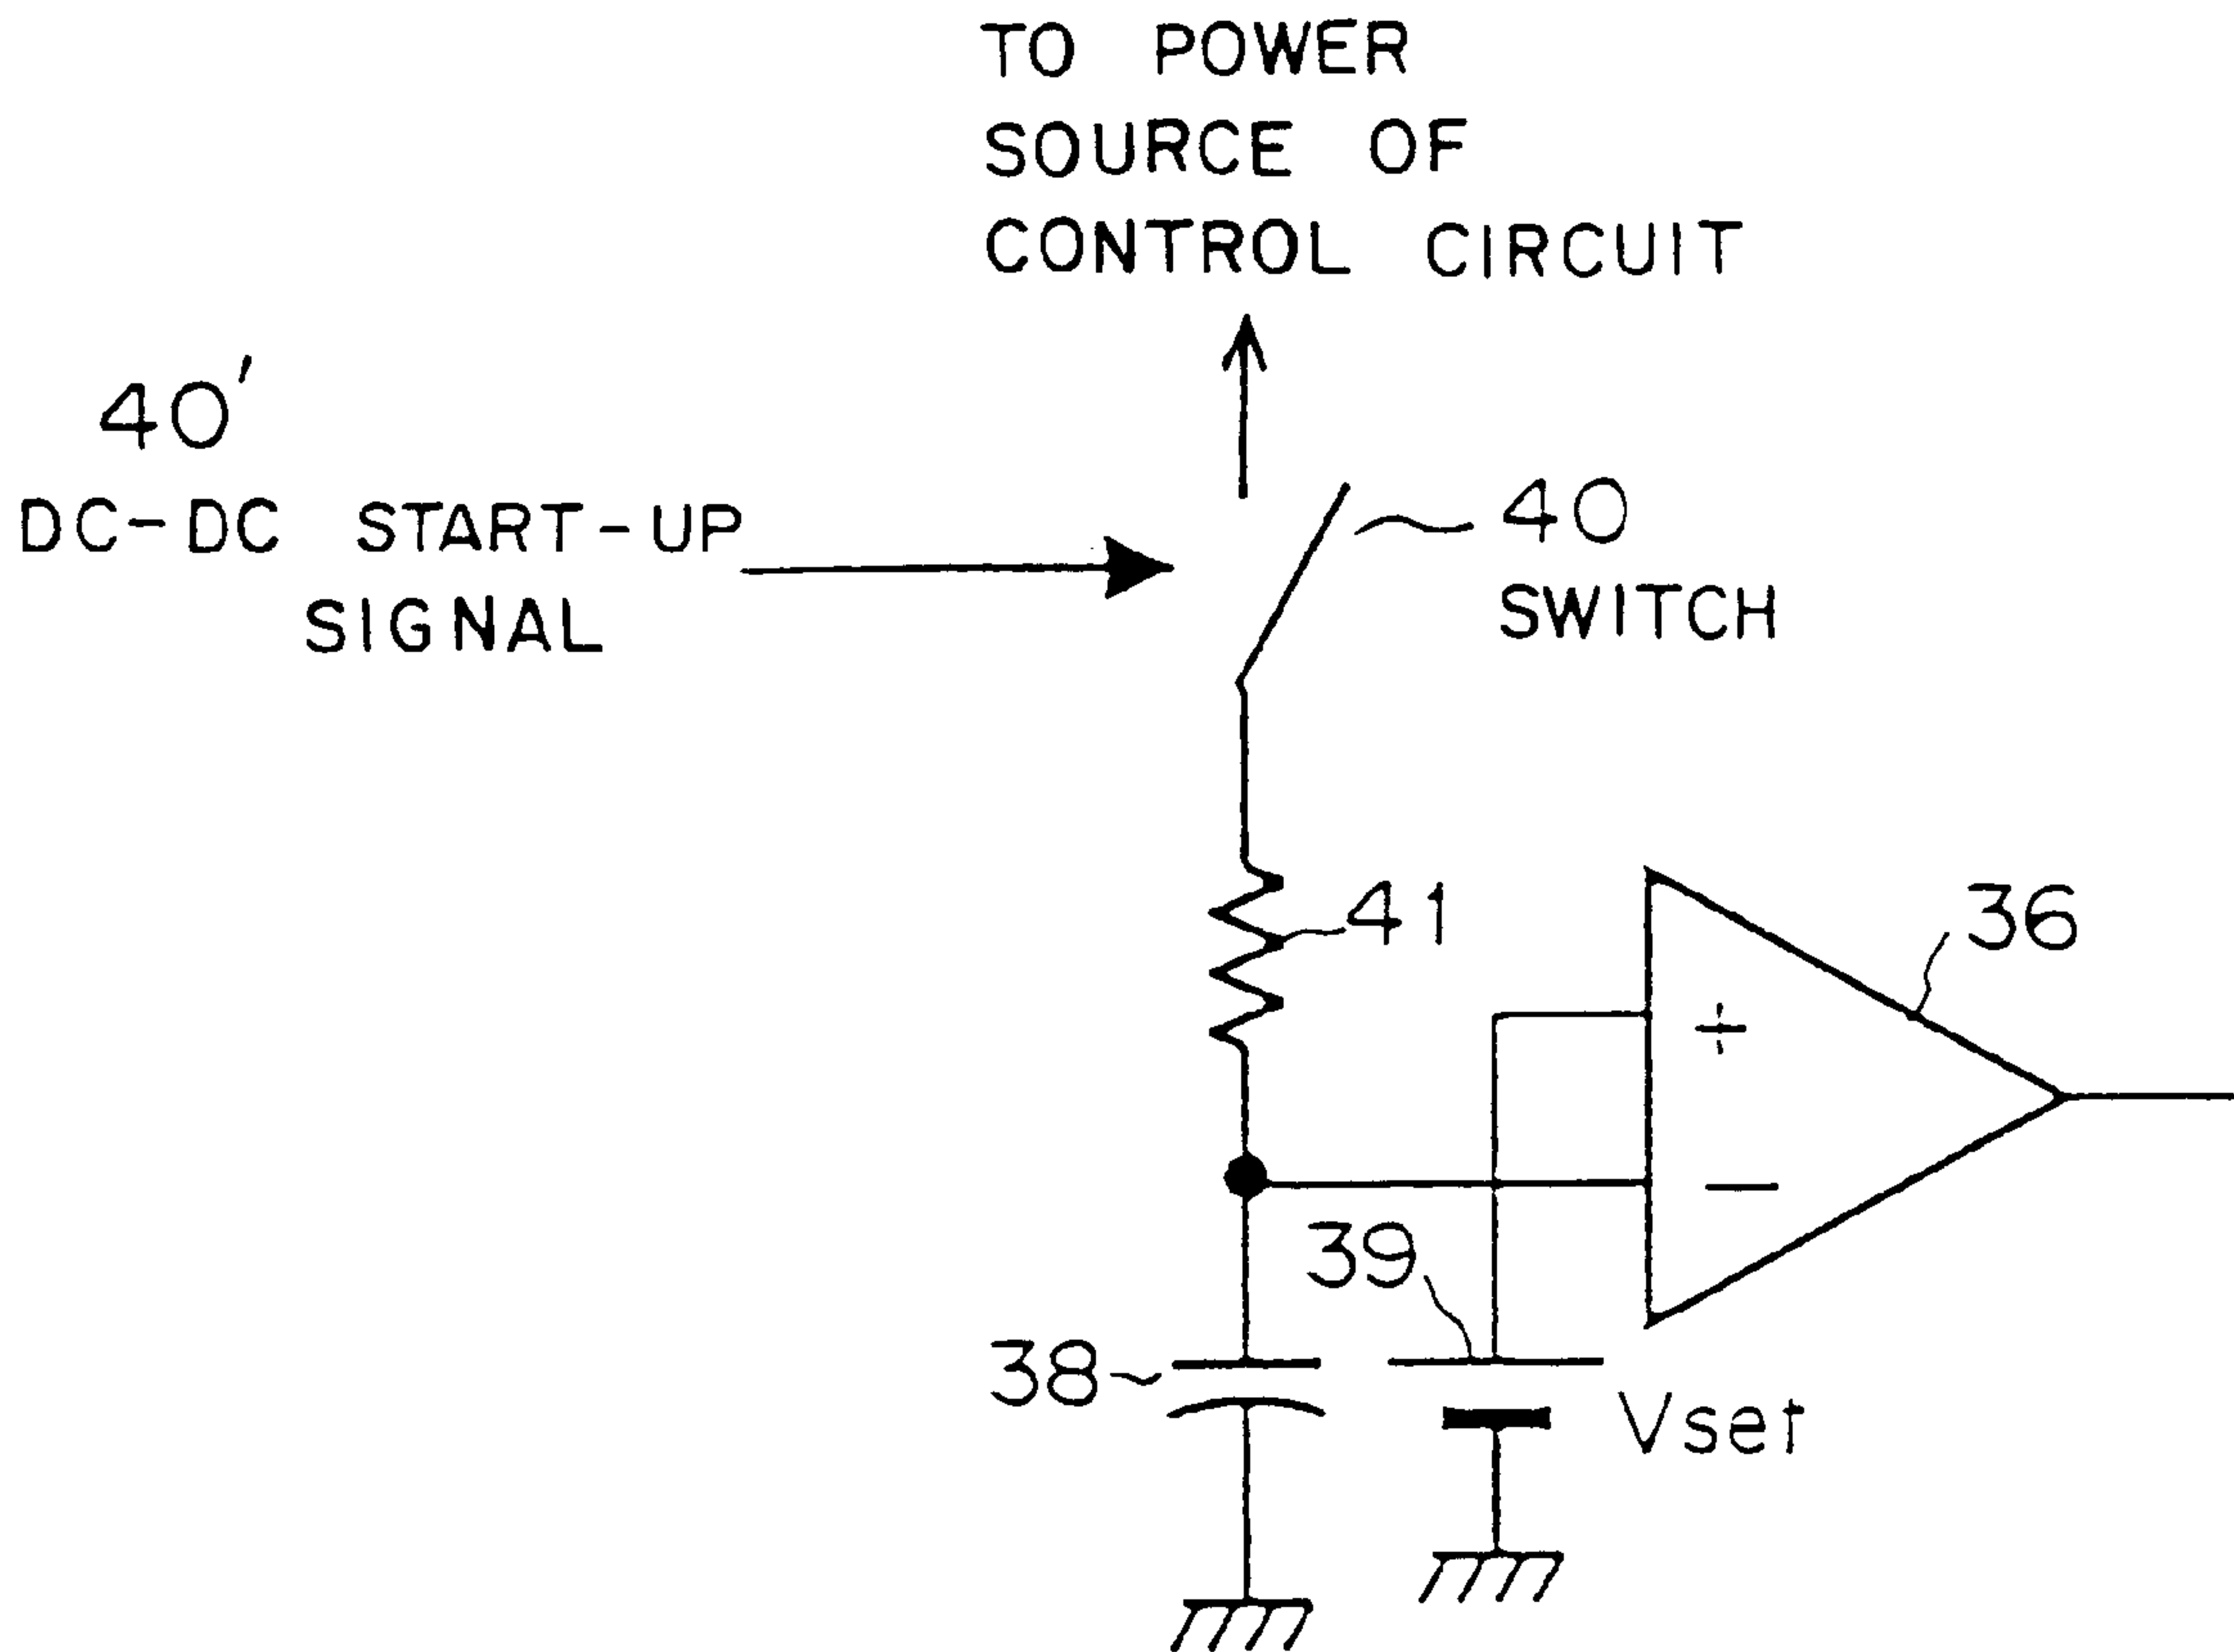 TO POWER
SOURCE OF
CONTROL CIRCUIT
40'
DC-DC START-UP
SIGNAL
40
SWITCH
41
36
+
−
39
38
Vset